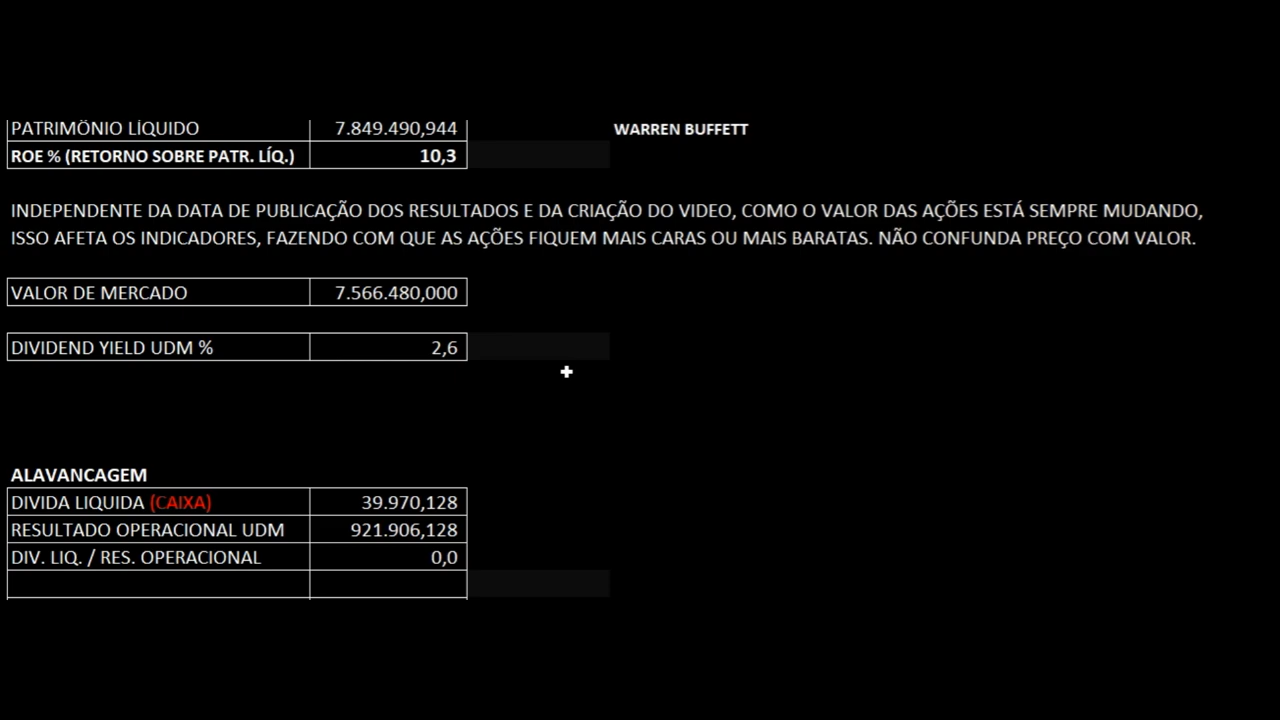 PATRIMÔNIO LÍQUIDO 7.849.490,944 WARREN BUFFETT
ROE % (RETORNO SOBRE PATR. LÍQ.) 10,3
INDEPENDENTE DA DATA DE PUBLICAÇÃO DOS RESULTADOS E DA CRIAÇÃO DO VIDEO, COMO O VALOR DAS AÇÕES ESTÁ SEMPRE MUDANDO,
ISSO AFETA OS INDICADORES, FAZENDO COM QUE AS AÇÕES FIQUEM MAIS CARAS OU MAIS BARATAS. NÃO CONFUNDA PREÇO COM VALOR.
VALOR DE MERCADO 7.566.480,000
DIVIDEND YIELD UDM % 2,6
ALAVANCAGEM
DIVIDA LIQUIDA (CAIXA) 39.970,128
RESULTADO OPERACIONAL UDM 921.906,128
DIV. LIQ. / RES. OPERACIONAL 0,0